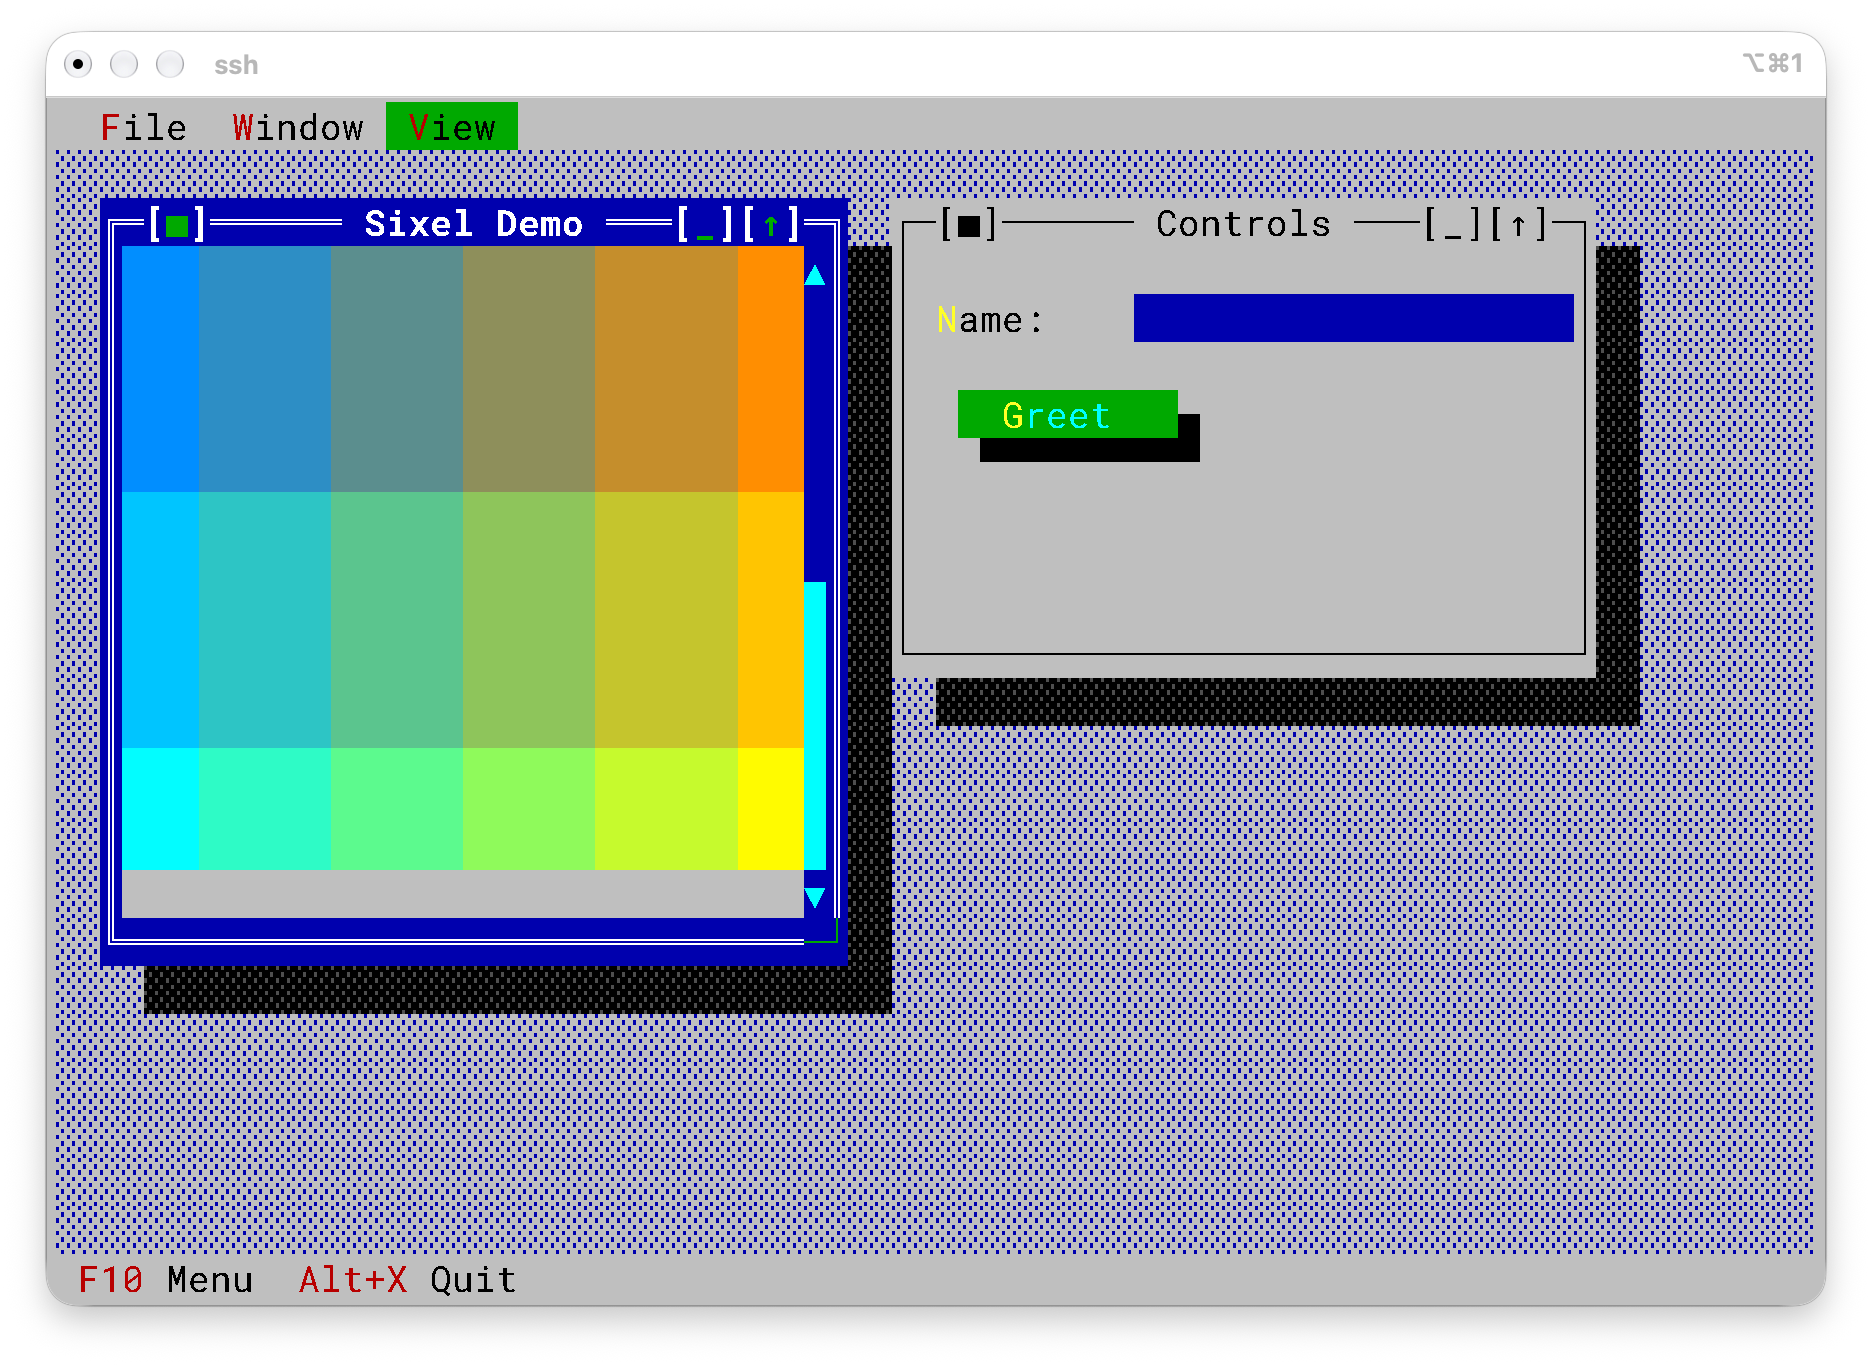 ssh ⌥⌘1
File Window View
[■] Sixel Demo [_][↑]
[■] Controls [_][↑]
Name:
Greet
F10 Menu Alt+X Quit